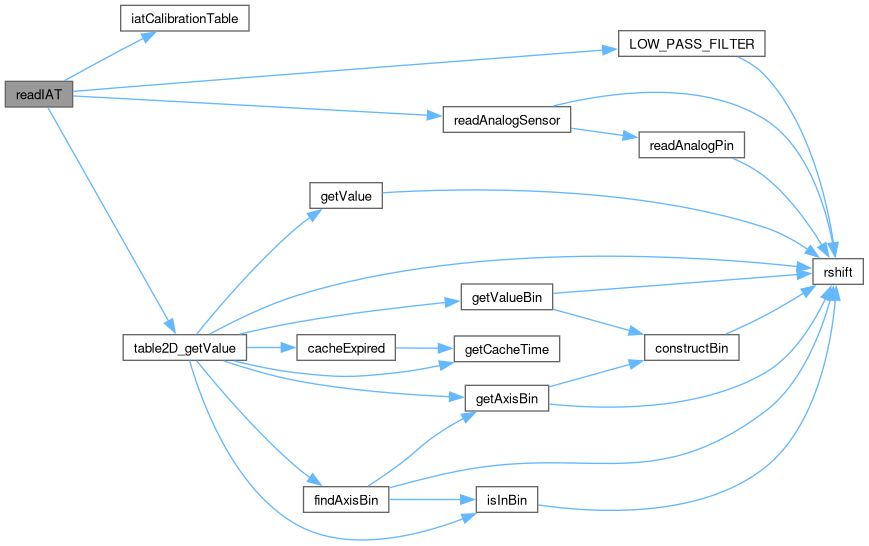 iatCalibrationTable
LOW_PASS_FILTER
readIAT
readAnalogSensor
readAnalogPin
getValue
rshift
getValueBin
table2D_getValue
cacheExpired
getCacheTime
constructBin
getAxisBin
findAxisBin
isInBin